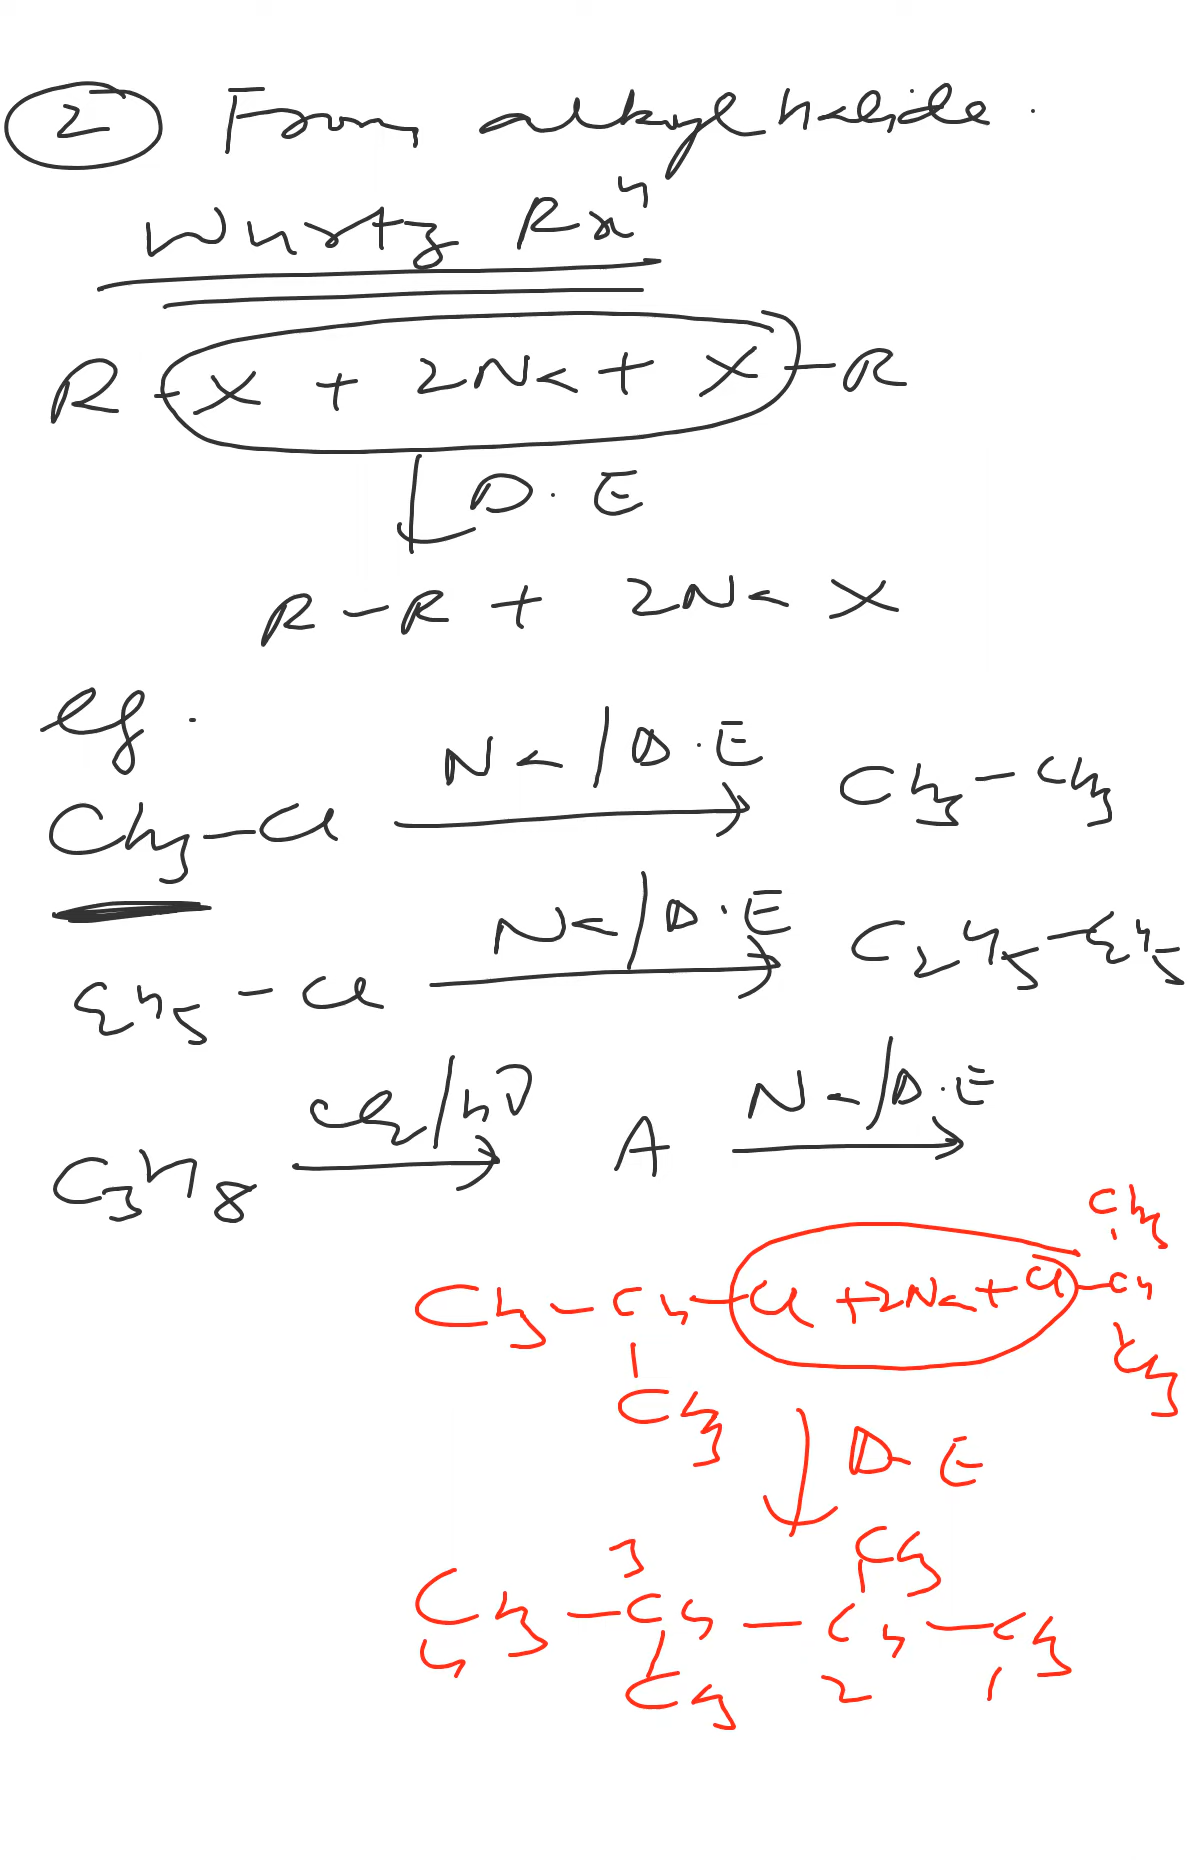 ② From alkyl halide.
Wurtz Rxⁿ
R-X + 2Na + X-R
↓ D.E
R-R + 2NaX
eg.
CH₃-Cl —Na/D.E→ CH₃-CH₃
C₂H₅-Cl —Na/D.E→ C₂H₅-C₂H₅
C₃H₈ —Cl₂/hν→ A —Na/D.E→
CH₃
CH₃-CH-Cl + 2Na + Cl-CH
CH₃ CH₃
↓ D.E
3 CH₃
CH₃-CH-CH-CH₃
4 CH₃ 2 1